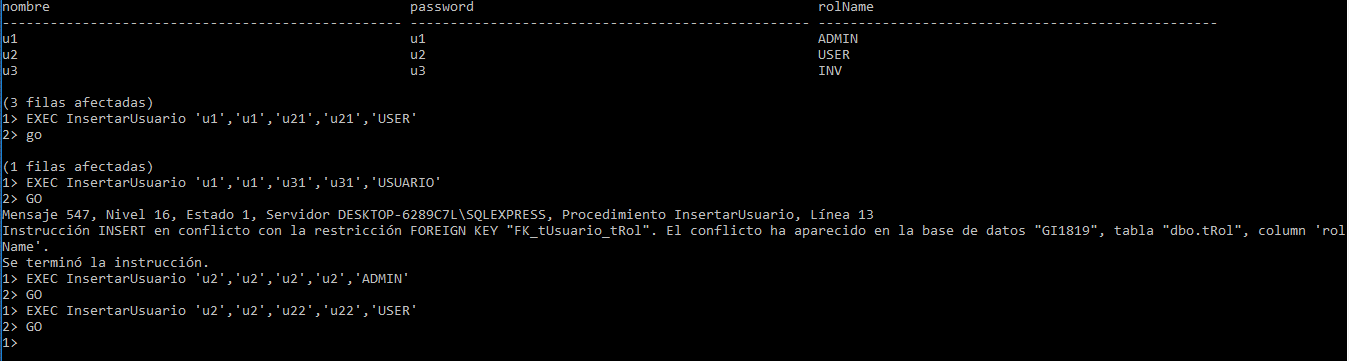 nombre password rolName
-------------------------------------------------- -------------------------------------------------- --------------------------------------------------
u1 u1 ADMIN
u2 u2 USER
u3 u3 INV
(3 filas afectadas)
1> EXEC InsertarUsuario 'u1','u1','u21','u21','USER'
2> go
(1 filas afectadas)
1> EXEC InsertarUsuario 'u1','u1','u31','u31','USUARIO'
2> GO
Mensaje 547, Nivel 16, Estado 1, Servidor DESKTOP-6289C7L\SQLEXPRESS, Procedimiento InsertarUsuario, Línea 13
Instrucción INSERT en conflicto con la restricción FOREIGN KEY "FK_tUsuario_tRol". El conflicto ha aparecido en la base de datos "GI1819", tabla "dbo.tRol", column 'rol
Name'.
Se terminó la instrucción.
1> EXEC InsertarUsuario 'u2','u2','u2','u2','ADMIN'
2> GO
1> EXEC InsertarUsuario 'u2','u2','u22','u22','USER'
2> GO
1>